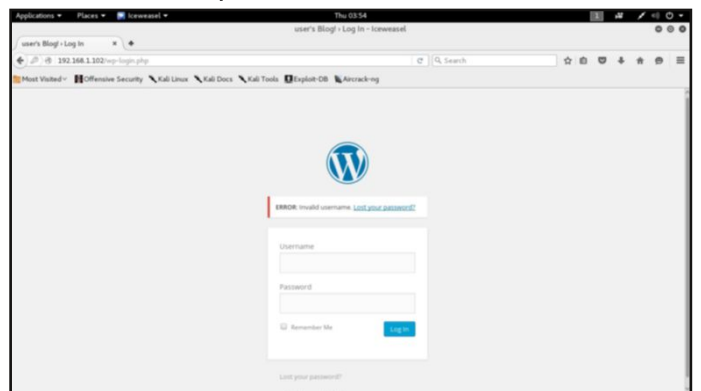 Applications Places Iceweasel Thu 03:54 1
user's Blog! ‹ Log In - Iceweasel
user's Blog! ‹ Log In
192.168.1.102/wp-login.php Search
Most Visited Offensive Security Kali Linux Kali Docs Kali Tools Exploit-DB Aircrack-ng
ERROR: Invalid username. Lost your password?
Username
Password
Remember Me Log In
Lost your password?